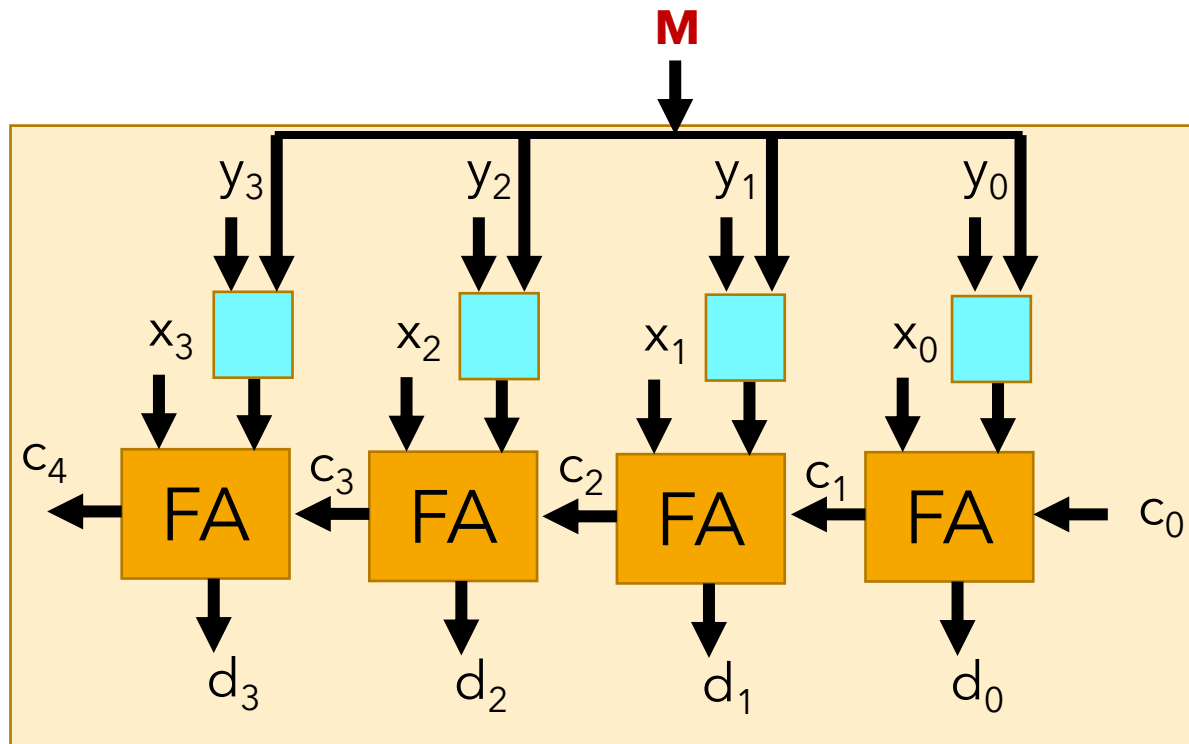 M
y₃ y₂ y₁ y₀
x₃ x₂ x₁ x₀
c₄ c₃ c₂ c₁ c₀
FA FA FA FA
d₃ d₂ d₁ d₀